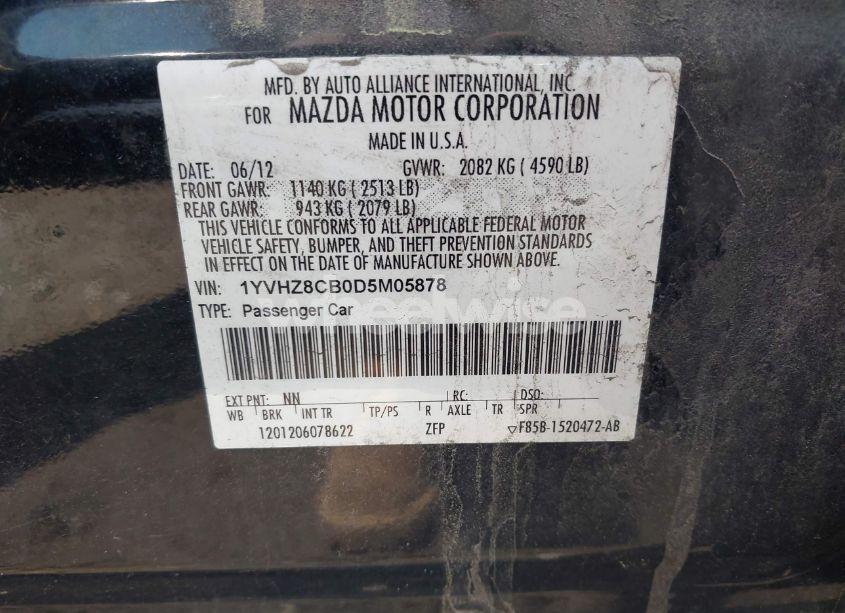 MFD. BY AUTO ALLIANCE INTERNATIONAL, INC.
FOR MAZDA MOTOR CORPORATION
MADE IN U.S.A.
DATE: 06/12 GVWR: 2082 KG ( 4590 LB)
FRONT GAWR: 1140 KG ( 2513 LB)
REAR GAWR: 943 KG ( 2079 LB)
THIS VEHICLE CONFORMS TO ALL APPLICABLE FEDERAL MOTOR
VEHICLE SAFETY, BUMPER, AND THEFT PREVENTION STANDARDS
IN EFFECT ON THE DATE OF MANUFACTURE SHOWN ABOVE.
VIN: 1YVHZ8CB0D5M05878
TYPE: Passenger Car
wheelwise
EXT PNT: NN RC: DSO:
WB BRK INT TR TP/PS R AXLE TR SPR
1201206078622 ZFP ▽F85B-1520472-AB